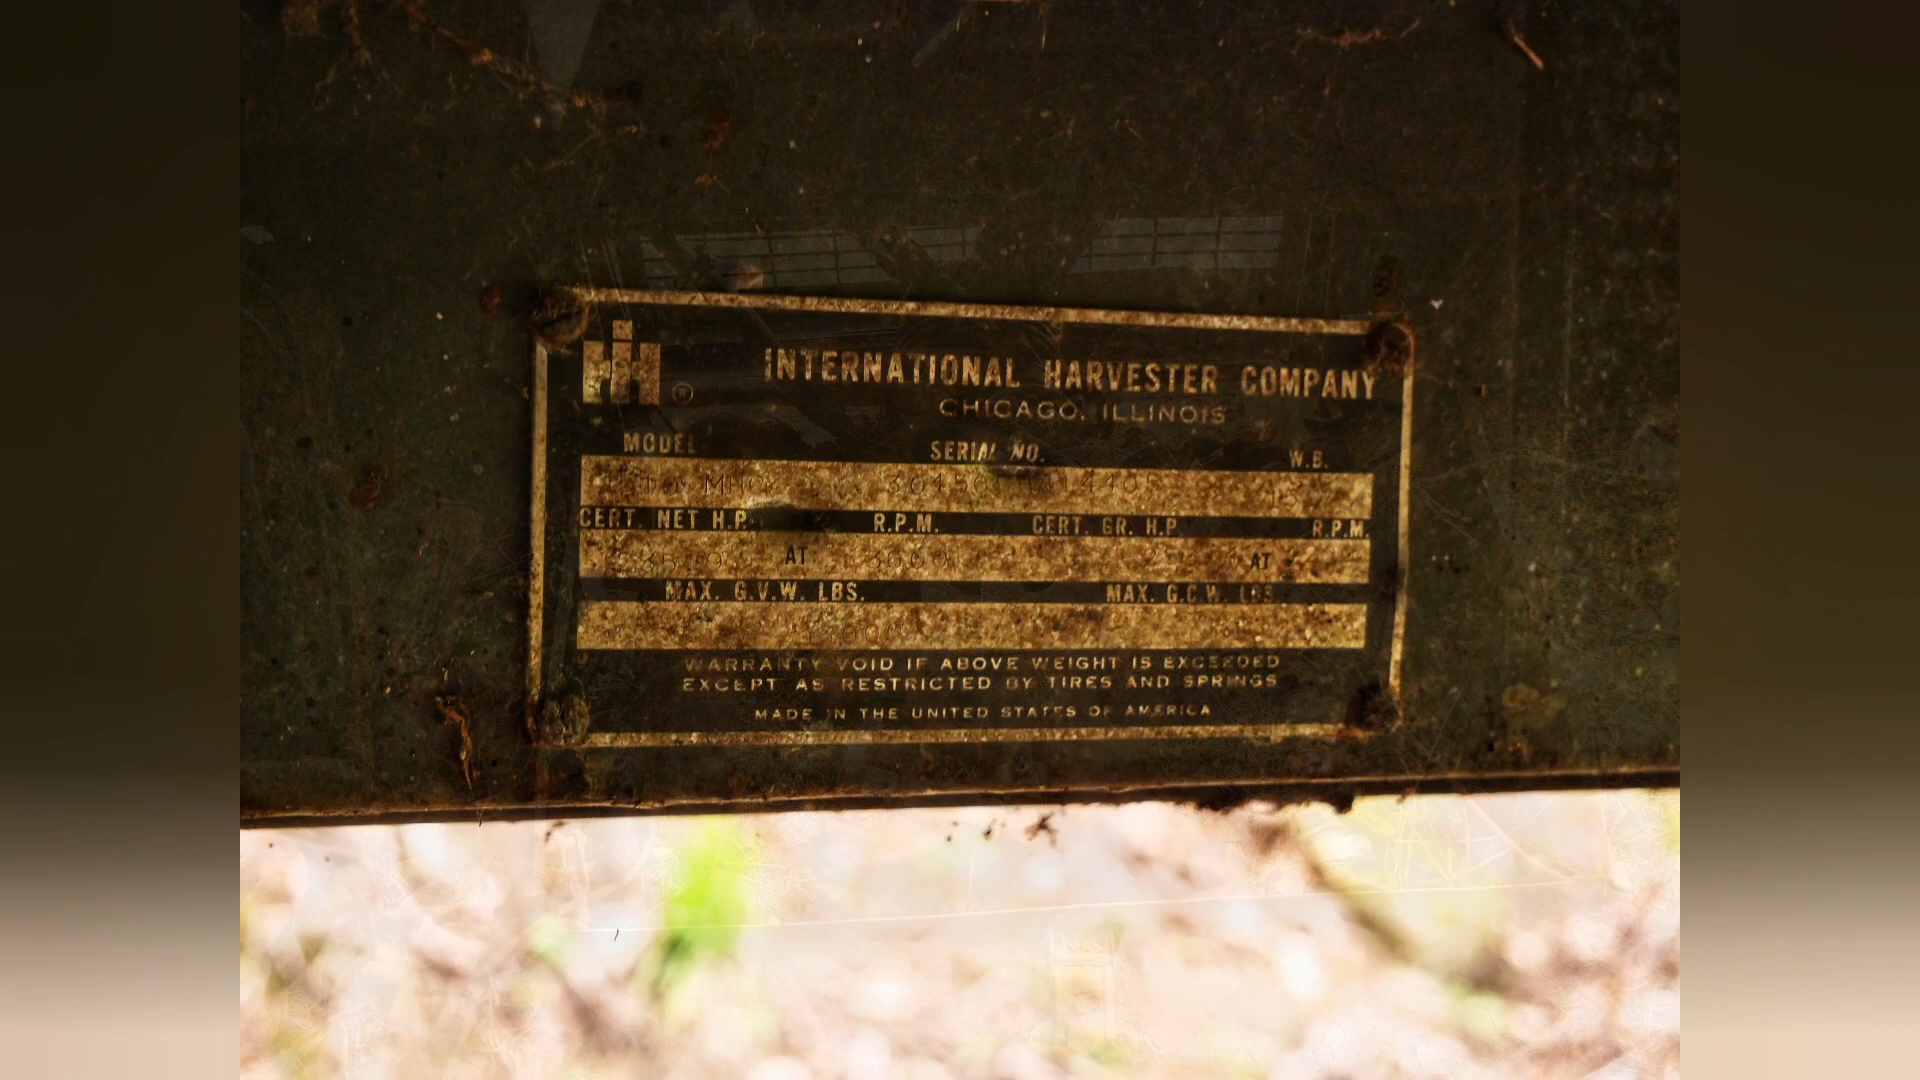 IH ®
INTERNATIONAL HARVESTER COMPANY
CHICAGO, ILLINOIS
MODEL SERIAL NO. W.B.
CERT. NET H.P. R.P.M. CERT. GR. H.P. R.P.M.
AT AT
MAX. G.V.W. LBS. MAX. G.C.W. LBS.
WARRANTY VOID IF ABOVE WEIGHT IS EXCEEDED
EXCEPT AS RESTRICTED BY TIRES AND SPRINGS
MADE IN THE UNITED STATES OF AMERICA